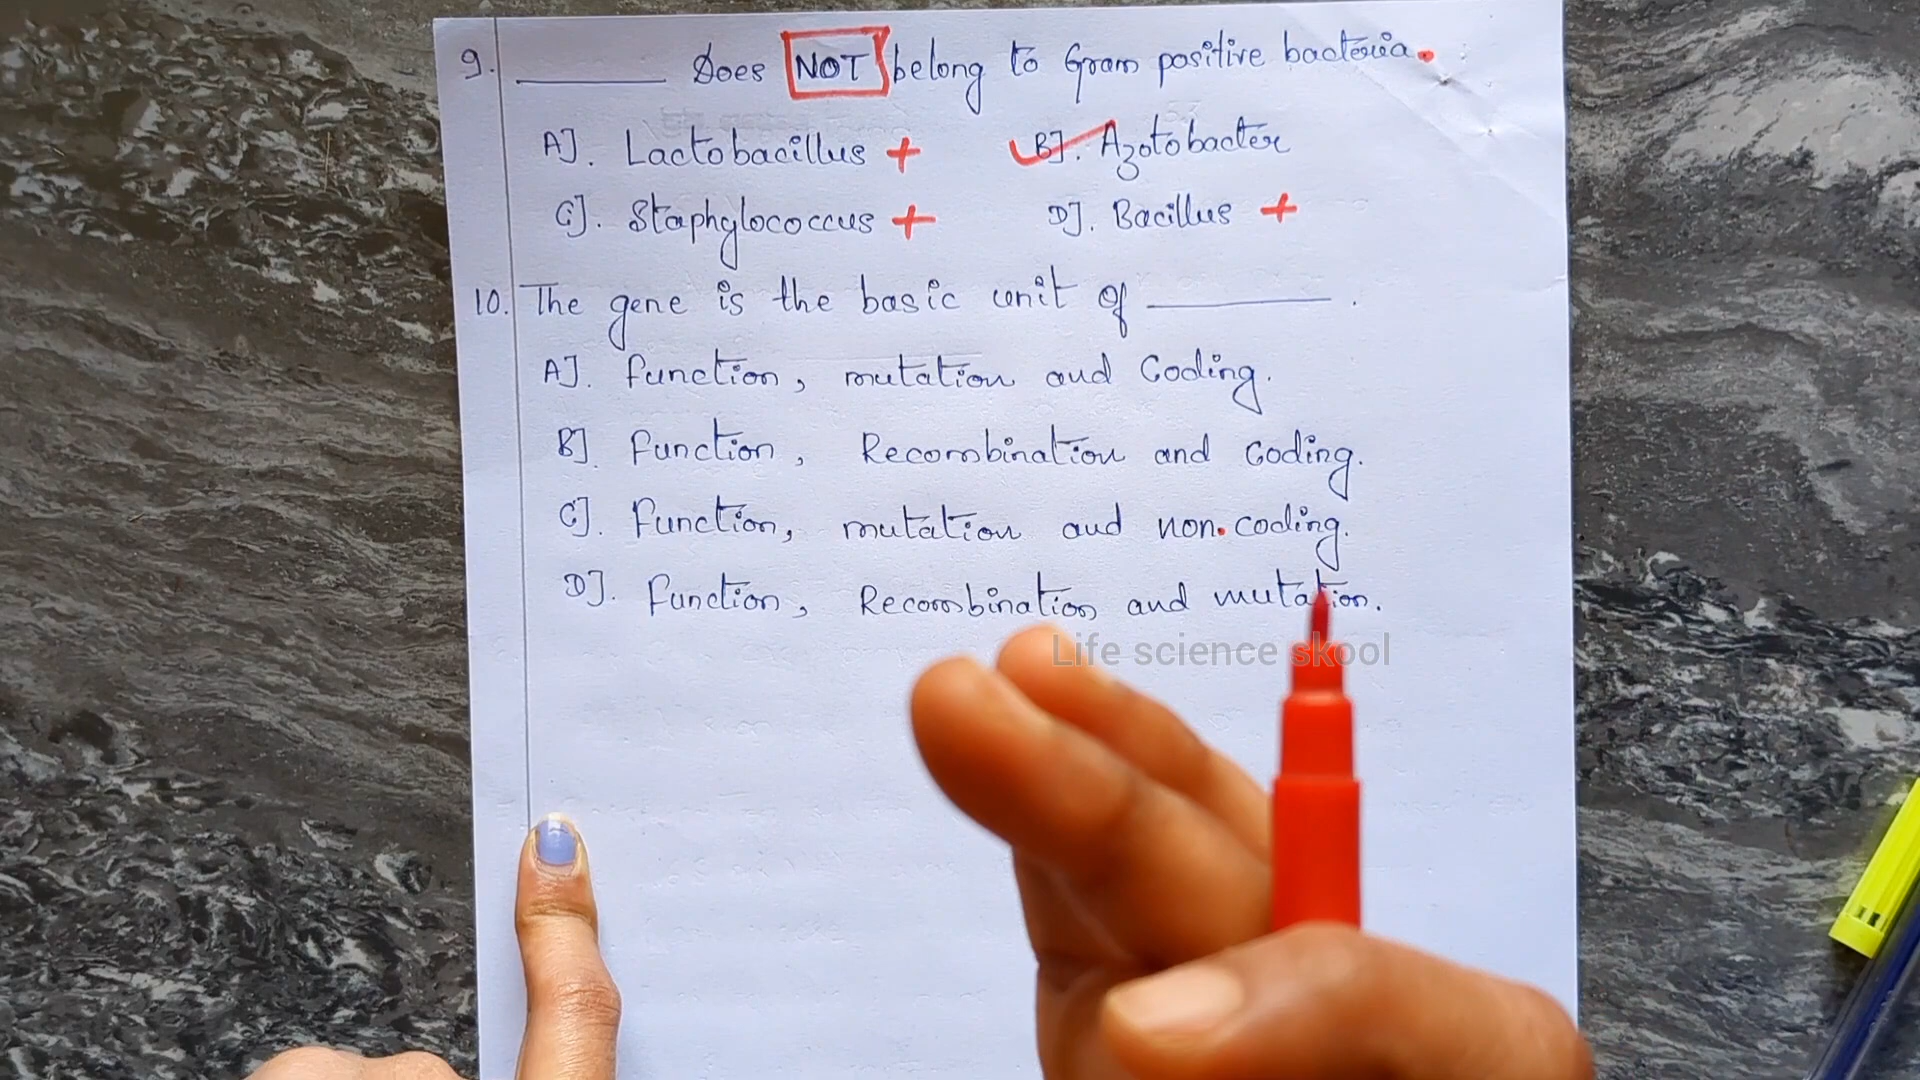 9. ______ Does NOT belong to Gram positive bacteria.
A]. Lactobacillus + B]. Azotobacter
C]. Staphylococcus + D]. Bacillus +
10. The gene is the basic unit of ______.
A]. Function, mutation and Coding.
B]. Function, Recombination and Coding.
C]. Function, mutation and non.coding.
D]. Function, Recombination and mutation.
Life science skool